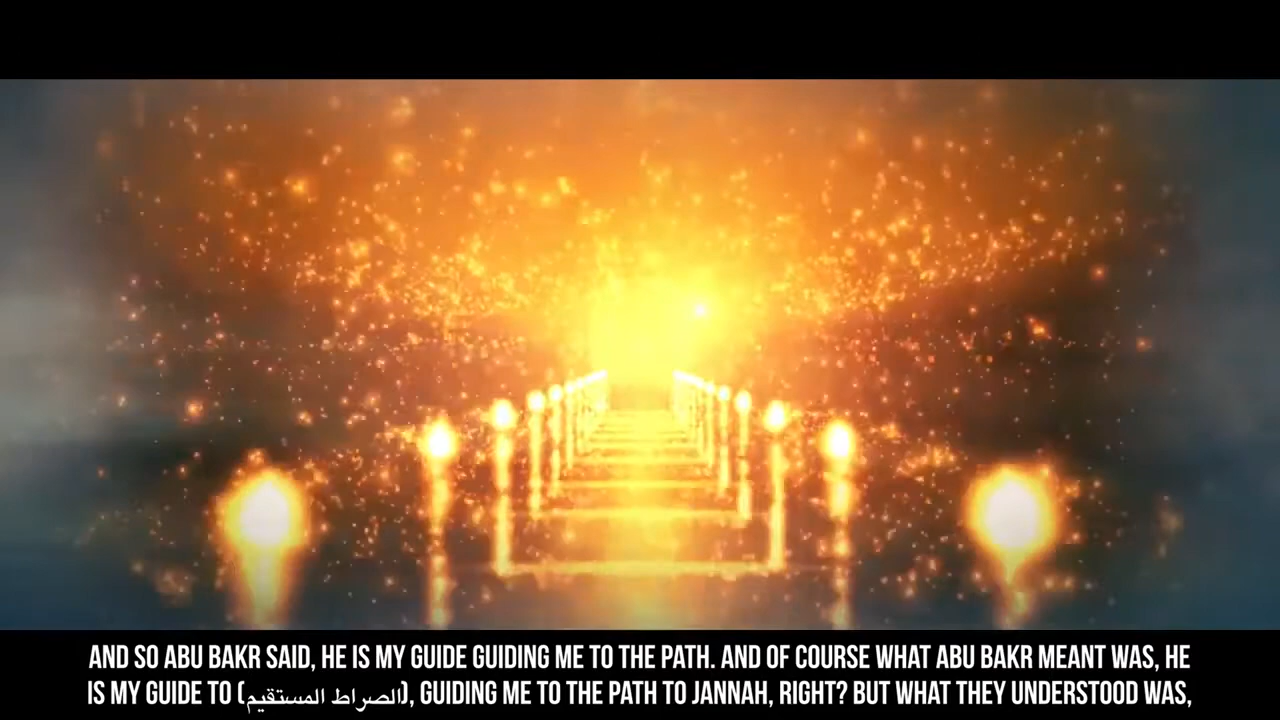 AND SO ABU BAKR SAID, HE IS MY GUIDE GUIDING ME TO THE PATH. AND OF COURSE WHAT ABU BAKR MEANT WAS, HE
IS MY GUIDE TO (الصراط المستقيم), GUIDING ME TO THE PATH TO JANNAH, RIGHT? BUT WHAT THEY UNDERSTOOD WAS,